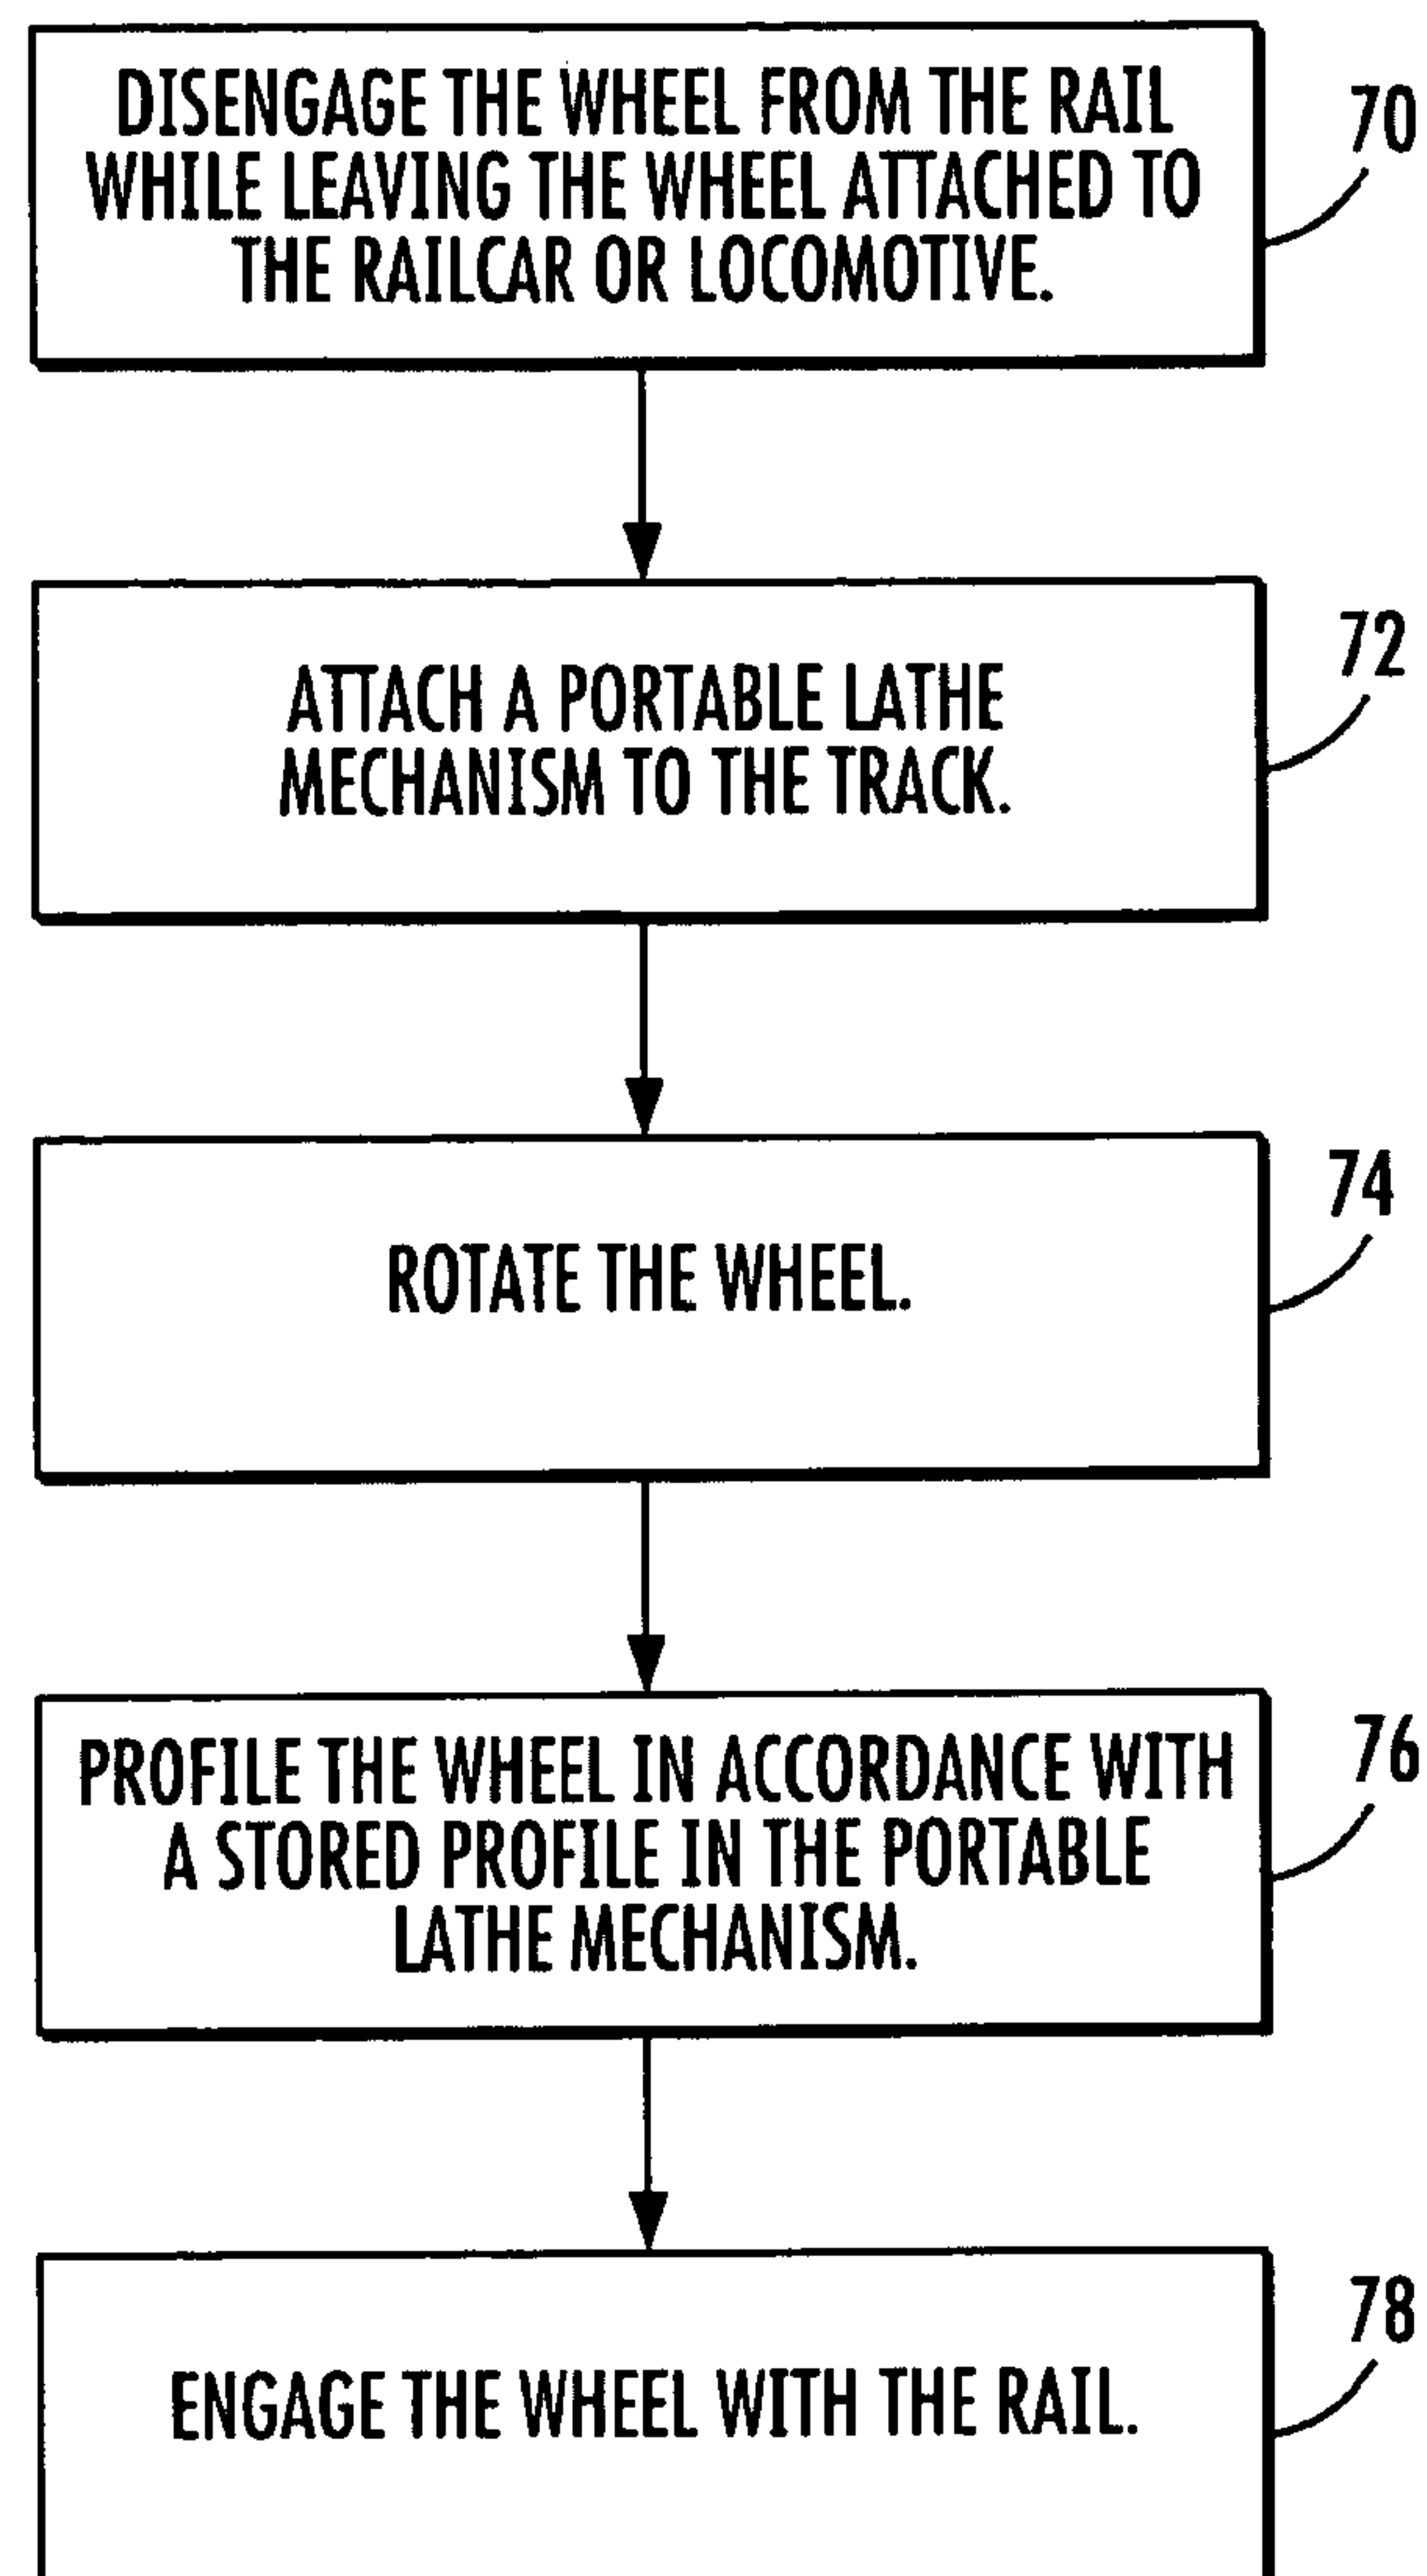 DISENGAGE THE WHEEL FROM THE RAIL
WHILE LEAVING THE WHEEL ATTACHED TO
THE RAILCAR OR LOCOMOTIVE.
70
ATTACH A PORTABLE LATHE
MECHANISM TO THE TRACK.
72
ROTATE THE WHEEL.
74
PROFILE THE WHEEL IN ACCORDANCE WITH
A STORED PROFILE IN THE PORTABLE
LATHE MECHANISM.
76
ENGAGE THE WHEEL WITH THE RAIL.
78